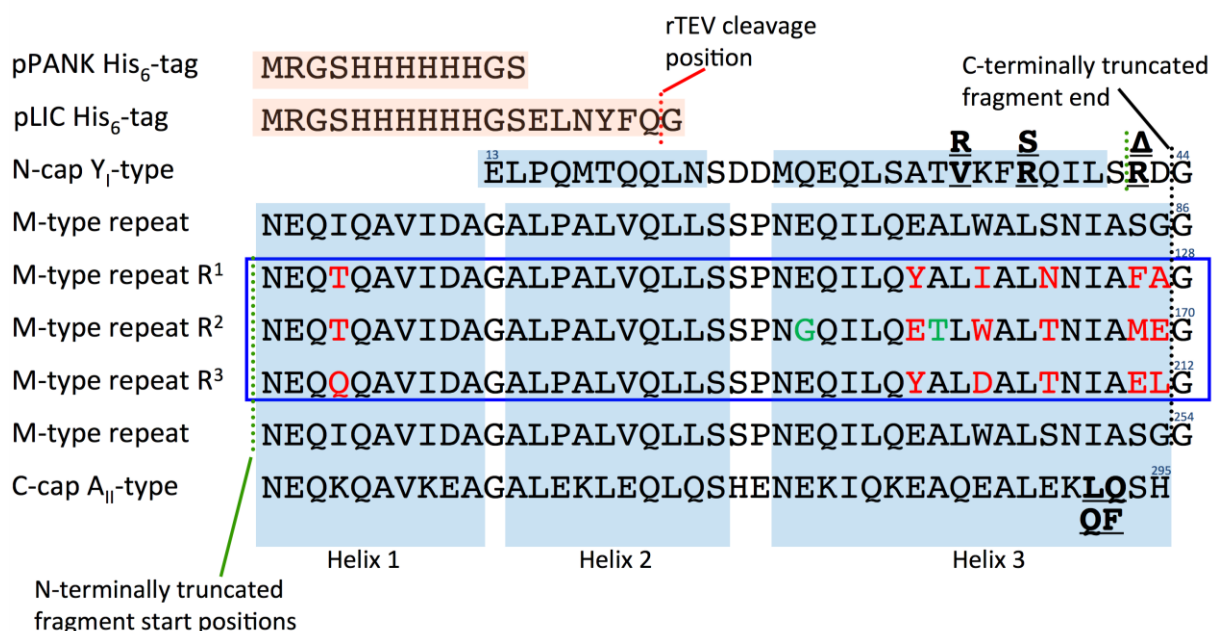 rTEV cleavage
position
C-terminally truncated
fragment end
pPANK His6-tag MRGSHHHHHHGS
pLIC His6-tag MRGSHHHHHHGSELNYFQG
R S Δ
N-cap YI-type 13 ELPQMTQQLNSDDMQEQLSATVKFRQILSRDG 44
M-type repeat NEQIQAVIDAGALPALVQLLSSPNEQILQEALWALSNIASGG 86
M-type repeat R1 NEQTQAVIDAGALPALVQLLSSPNEQILQYALIALNNIAFAG 128
M-type repeat R2 NEQTQAVIDAGALPALVQLLSSPNGQILQETLWALTNIAMEG 170
M-type repeat R3 NEQQQAVIDAGALPALVQLLSSPNEQILQYALDALTNIAELG 212
M-type repeat NEQIQAVIDAGALPALVQLLSSPNEQILQEALWALSNIASGG 254
C-cap AII-type NEQKQAVKEAGALEKLEQLQSHENEKIQKEAQEALEKLQSH 295
QF
Helix 1 Helix 2 Helix 3
N-terminally truncated
fragment start positions